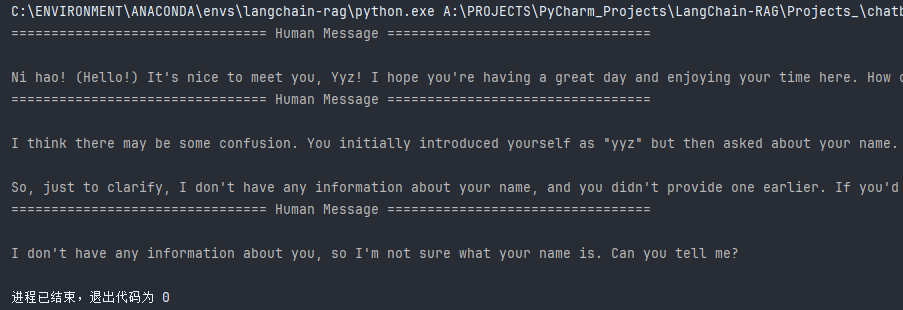 C:\ENVIRONMENT\ANACONDA\envs\langchain-rag\python.exe A:\PROJECTS\PyCharm_Projects\LangChain-RAG\Projects_\chatb
================================ Human Message =================================
Ni hao! (Hello!) It's nice to meet you, Yyz! I hope you're having a great day and enjoying your time here. How
================================ Human Message =================================
I think there may be some confusion. You initially introduced yourself as "yyz" but then asked about your name.
So, just to clarify, I don't have any information about your name, and you didn't provide one earlier. If you'd
================================ Human Message =================================
I don't have any information about you, so I'm not sure what your name is. Can you tell me?
进程已结束，退出代码为 0